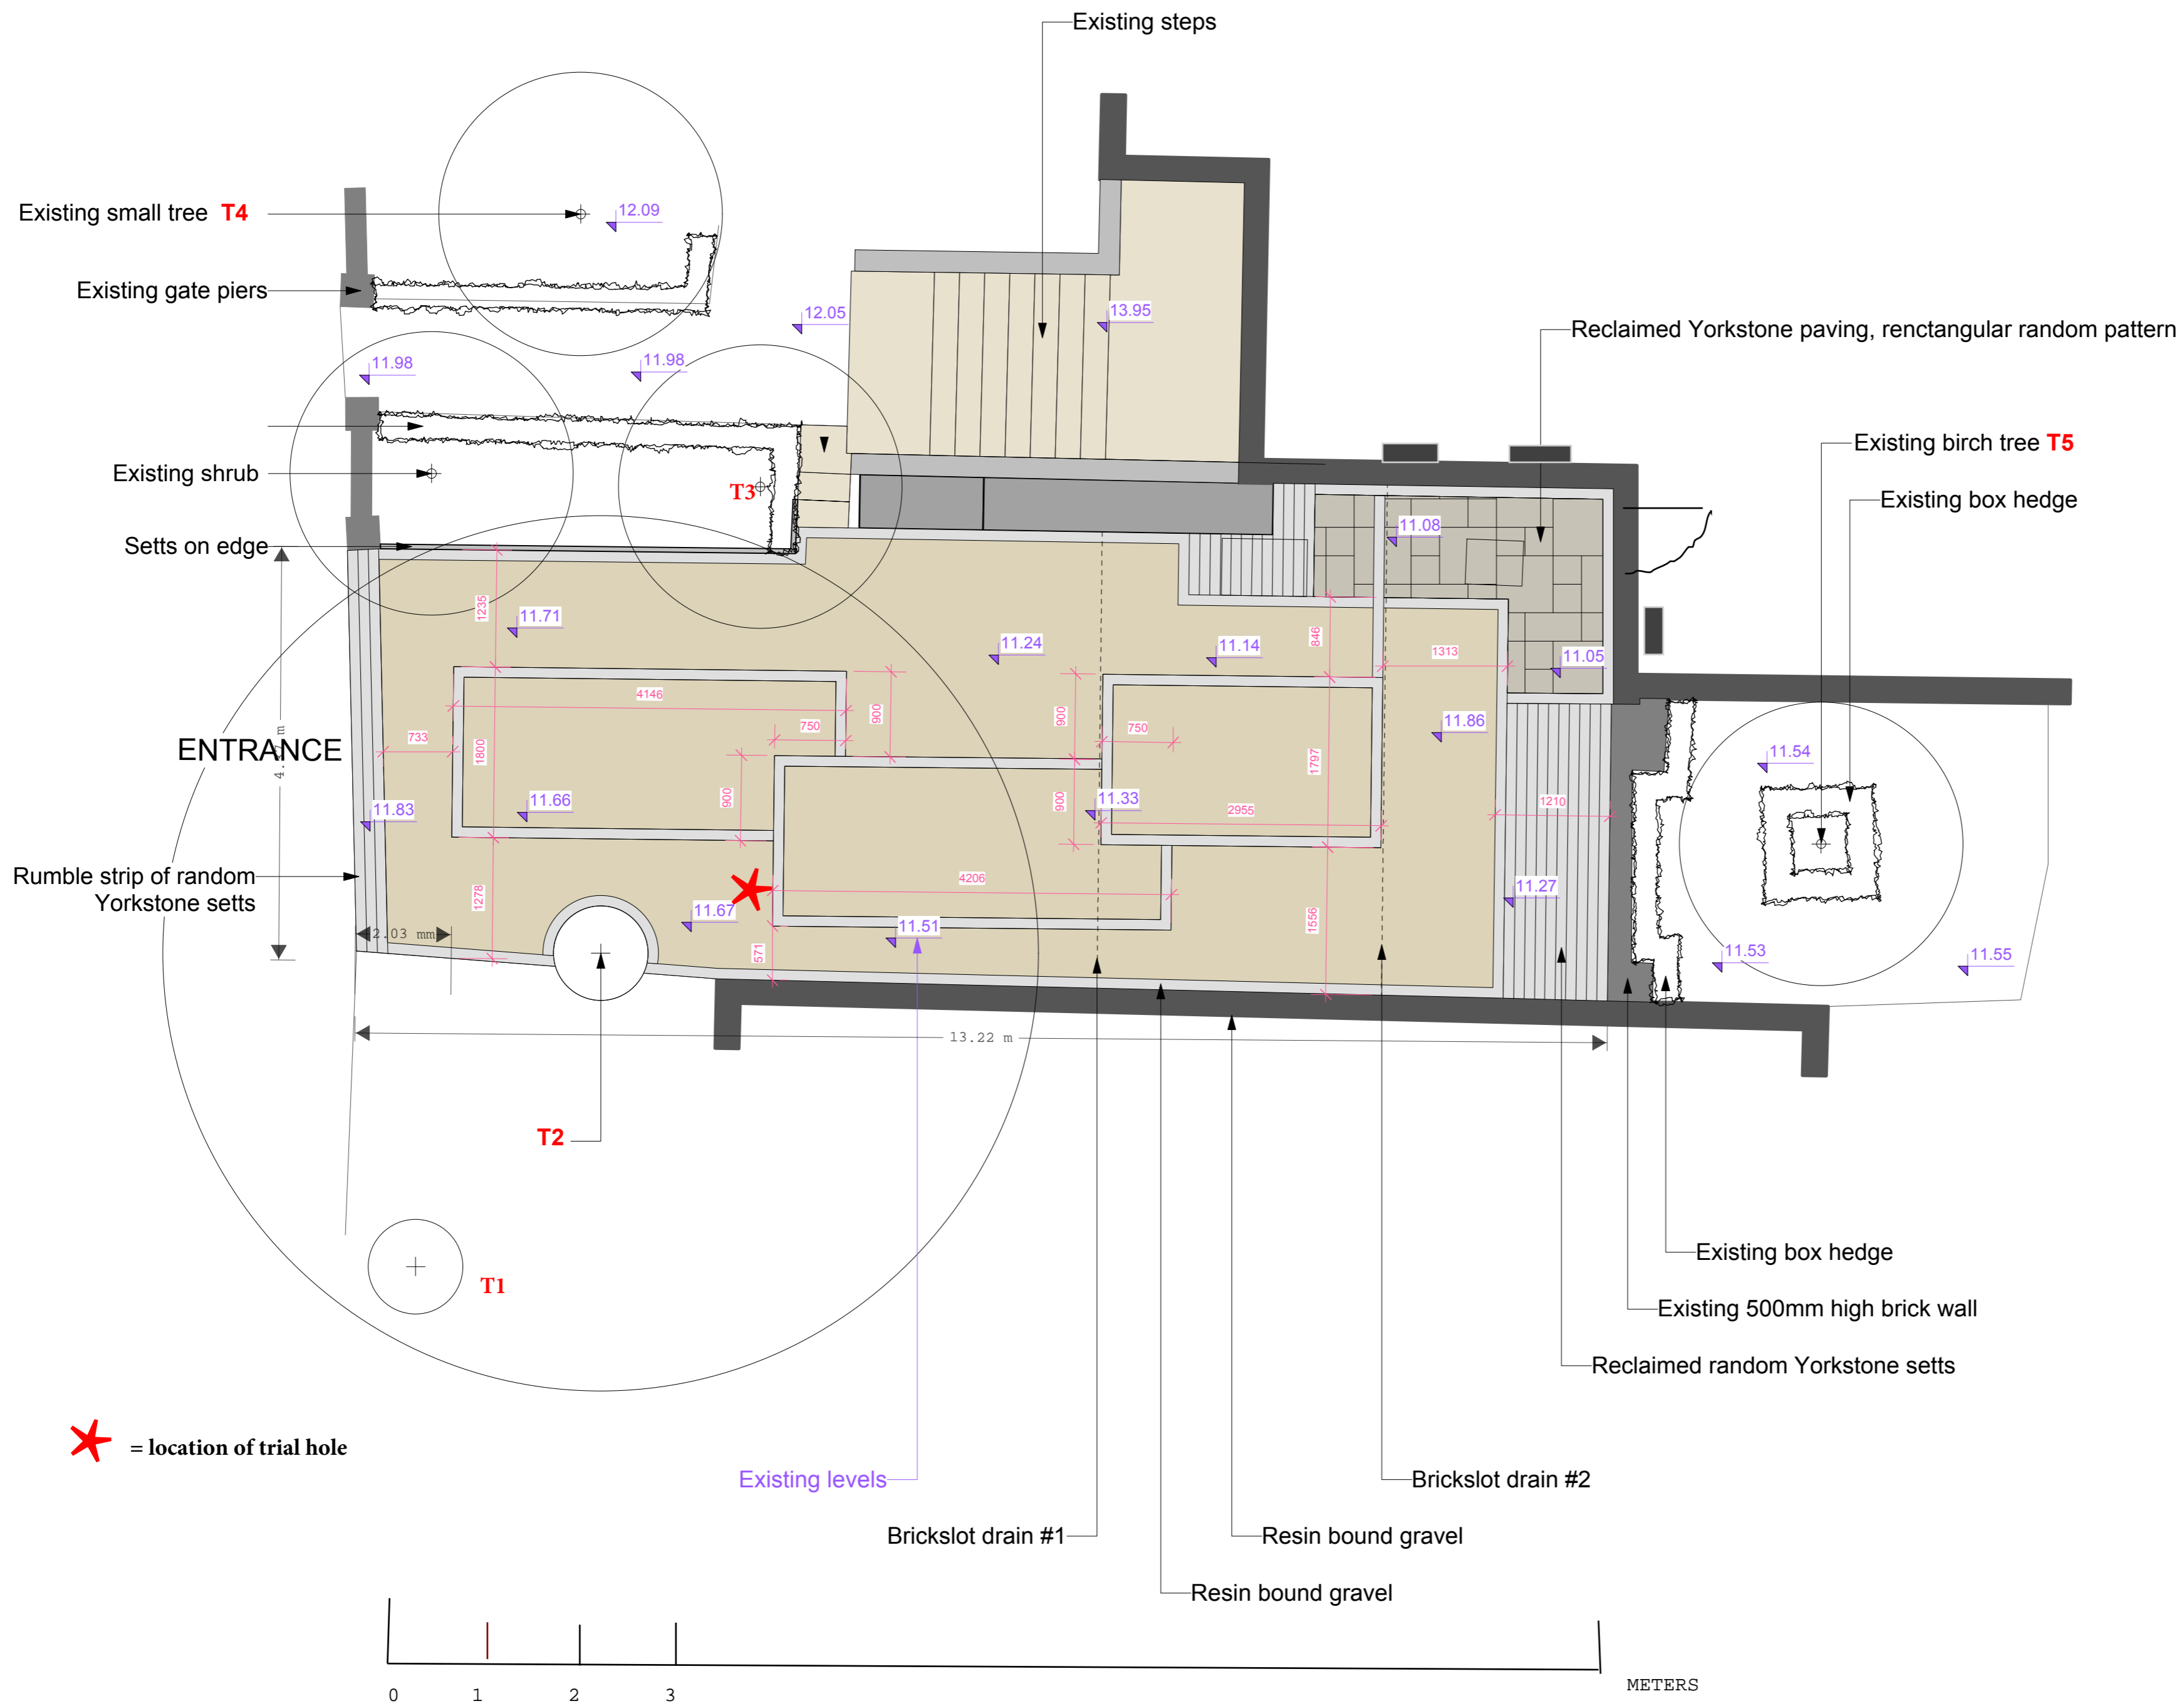 Existing steps
Existing small tree T4
12.09
Existing gate piers
12.05
13.95
Reclaimed Yorkstone paving, renctangular random pattern
11.98
11.98
Existing birch tree T5
Existing shrub
T3
Existing box hedge
11.08
Setts on edge
1235
11.71
11.24
11.14
846
1313
11.05
4146
750
900
900
750
11.86
733
1800
ENTRANCE
11.54
11.83
11.66
900
900
11.33
2955
1797
1210
Rumble strip of random
Yorkstone setts
4206
11.27
1278
11.67
11.51
571
1556
2.03 mm
11.53
11.55
13.22 m
T2
T1
Existing box hedge
Existing 500mm high brick wall
Reclaimed random Yorkstone setts
= location of trial hole
Existing levels
Brickslot drain #2
Brickslot drain #1
Resin bound gravel
Resin bound gravel
0 1 2 3
METERS